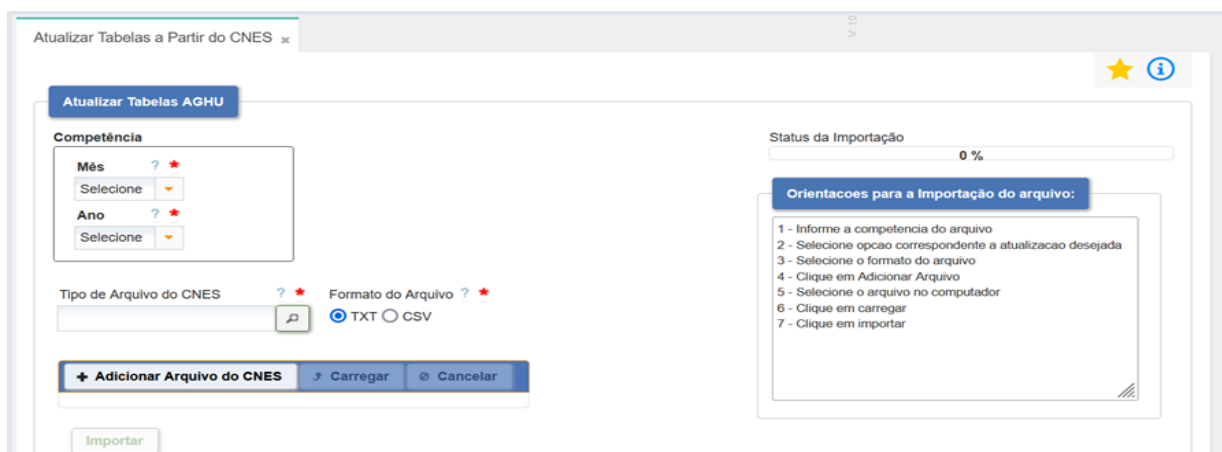 Atualizar Tabelas a Partir do CNES
V. 10
Atualizar Tabelas AGHU
Competência
Mês ? *
Selecione
Ano ? *
Selecione
Tipo de Arquivo do CNES ? *
Formato do Arquivo ? *
TXT CSV
+ Adicionar Arquivo do CNES Carregar Cancelar
Importar
Status da Importação
0 %
Orientacoes para a Importação do arquivo:
1 - Informe a competencia do arquivo
2 - Selecione opcao correspondente a atualizacao desejada
3 - Selecione o formato do arquivo
4 - Clique em Adicionar Arquivo
5 - Selecione o arquivo no computador
6 - Clique em carregar
7 - Clique em importar